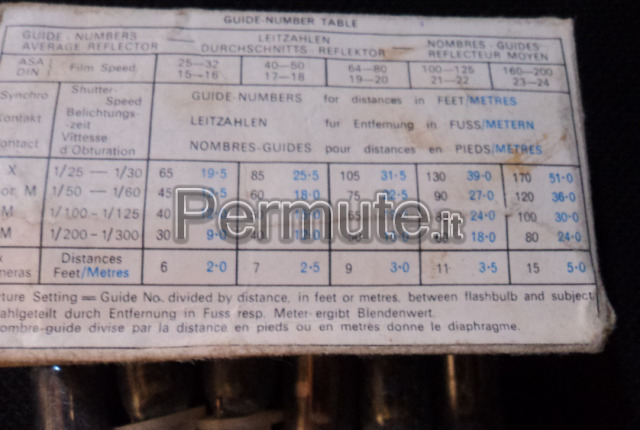 GUIDE NUMBER TABLE
GUIDE-NUMBERS — LEITZAHLEN — NOMBRES-GUIDES
AVERAGE REFLECTOR DURCHSCHNITTS-REFLEKTOR REFLECTEUR MOYEN
ASA DIN Film Speed 25—32 15—16 40—50 17—18 64—80 19—20 100—125 21—22 160—200 23—24
Synchro Shutter- Speed GUIDE-NUMBERS for distances in FEET/METRES
Kontakt Belichtungs- -zeit LEITZAHLEN fur Entfernung in FUSS/METERN
ontact Vittesse d'Obturation NOMBRES-GUIDES pour distances en PIEDS/METRES
X 1/25 — 1/30 65 19·5 85 25·5 105 31·5 130 39·0 170 51·0
or M 1/50 — 1/60 45 60 18·0 75 90 27·0 120 36·0
M 1/100 - 1/125 40 24·0 100 30·0
M 1/200 - 1/300 30 9·0 18·0 80 24·0
Distances Feet/Metres 6 2·0 7 2·5 9 3·0 11 3·5 15 5·0
rture Setting = Guide No. divided by distance, in feet or metres, between flashbulb and subject
ahlgeteilt durch Entfernung in Fuss resp. Meter ergibt Blendenwert.
ombre-guide divise par la distance en pieds ou en metrès donne le diaphragme.
Permute.it